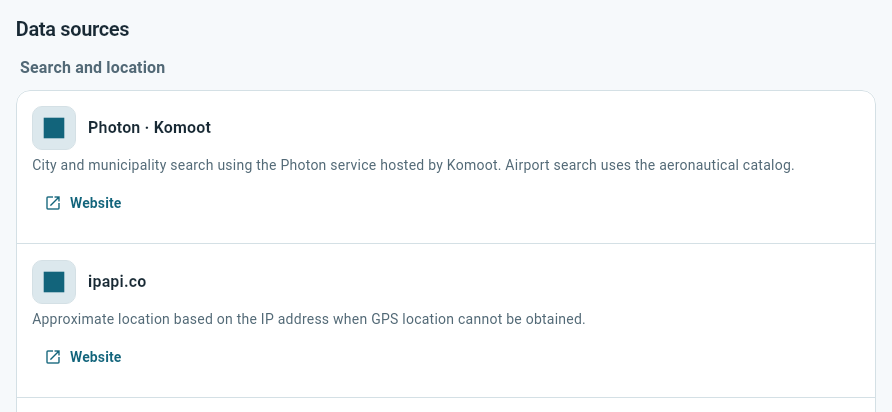 Data sources
Search and location
Photon · Komoot
City and municipality search using the Photon service hosted by Komoot. Airport search uses the aeronautical catalog.
Website
ipapi.co
Approximate location based on the IP address when GPS location cannot be obtained.
Website